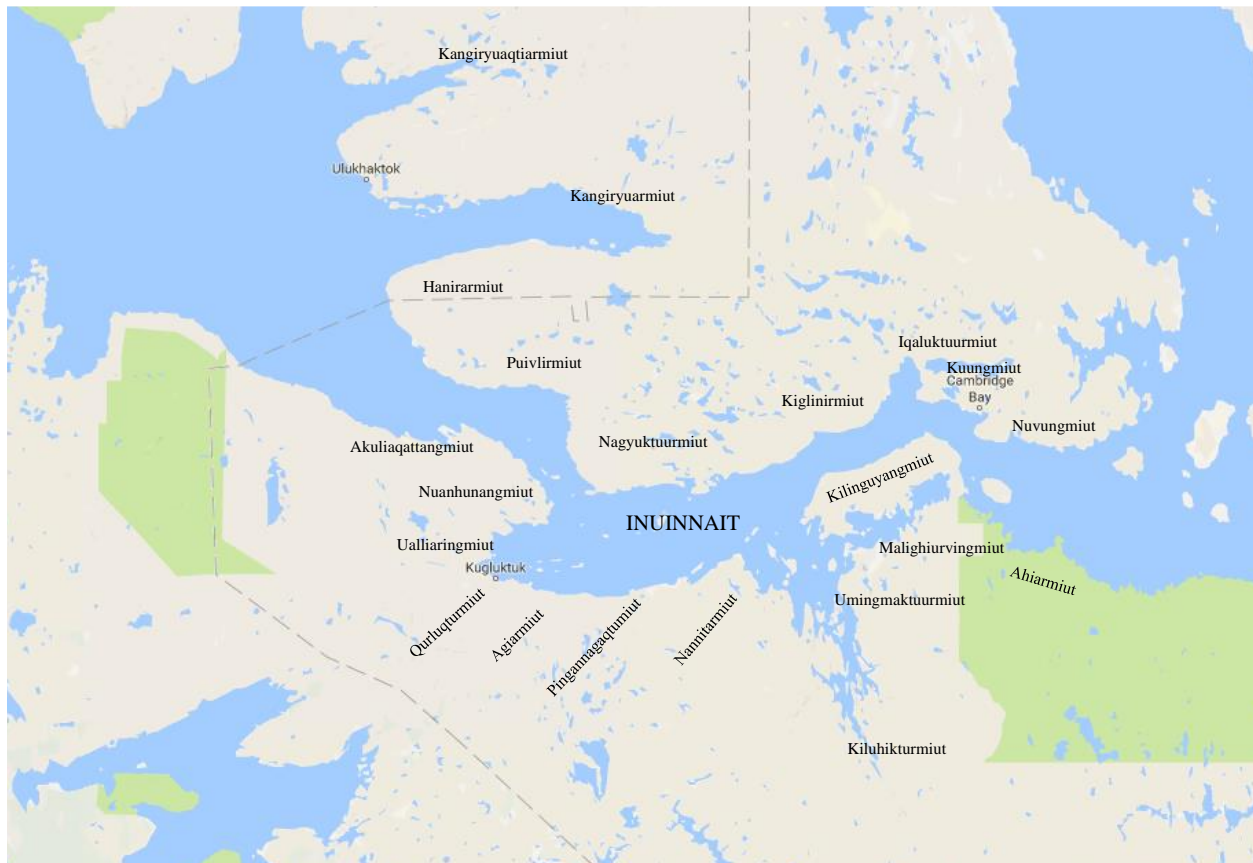 Kangiryuaqtiarmiut
Ulukhaktok
Kangiryuarmiut
Hanirarmiut
Iqaluktuurmiut
Puivlirmiut
Kuungmiut
Cambridge
Bay
Kiglinirmiut
Nuvungmiut
Akuliaqattangmiut
Nagyuktuurmiut
Kilinguyangmiut
Nuanhunangmiut
INUINNAIT
Ualliaringmiut
Malighiurvingmiut
Kugluktuk
Ahiarmiut
Umingmaktuurmiut
Qurluqturmiut
Agiarmiut
Pingannagaqtumiut
Nannitarmiut
Kiluhikturmiut